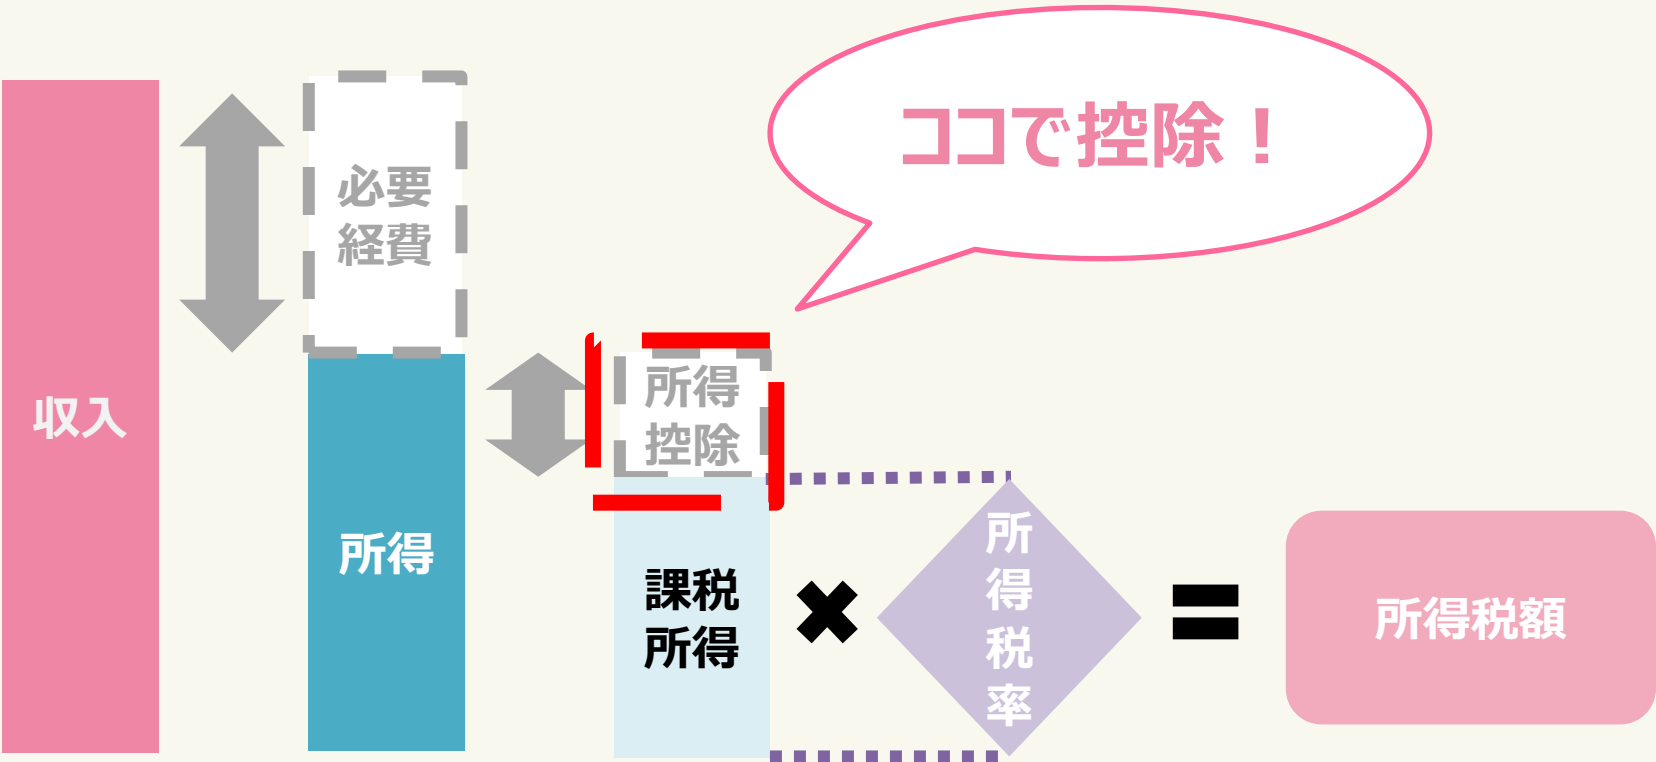 ココで控除！
必要
経費
収入
所得
所得
控除
課税
所得
所
得
税
率
所得税額